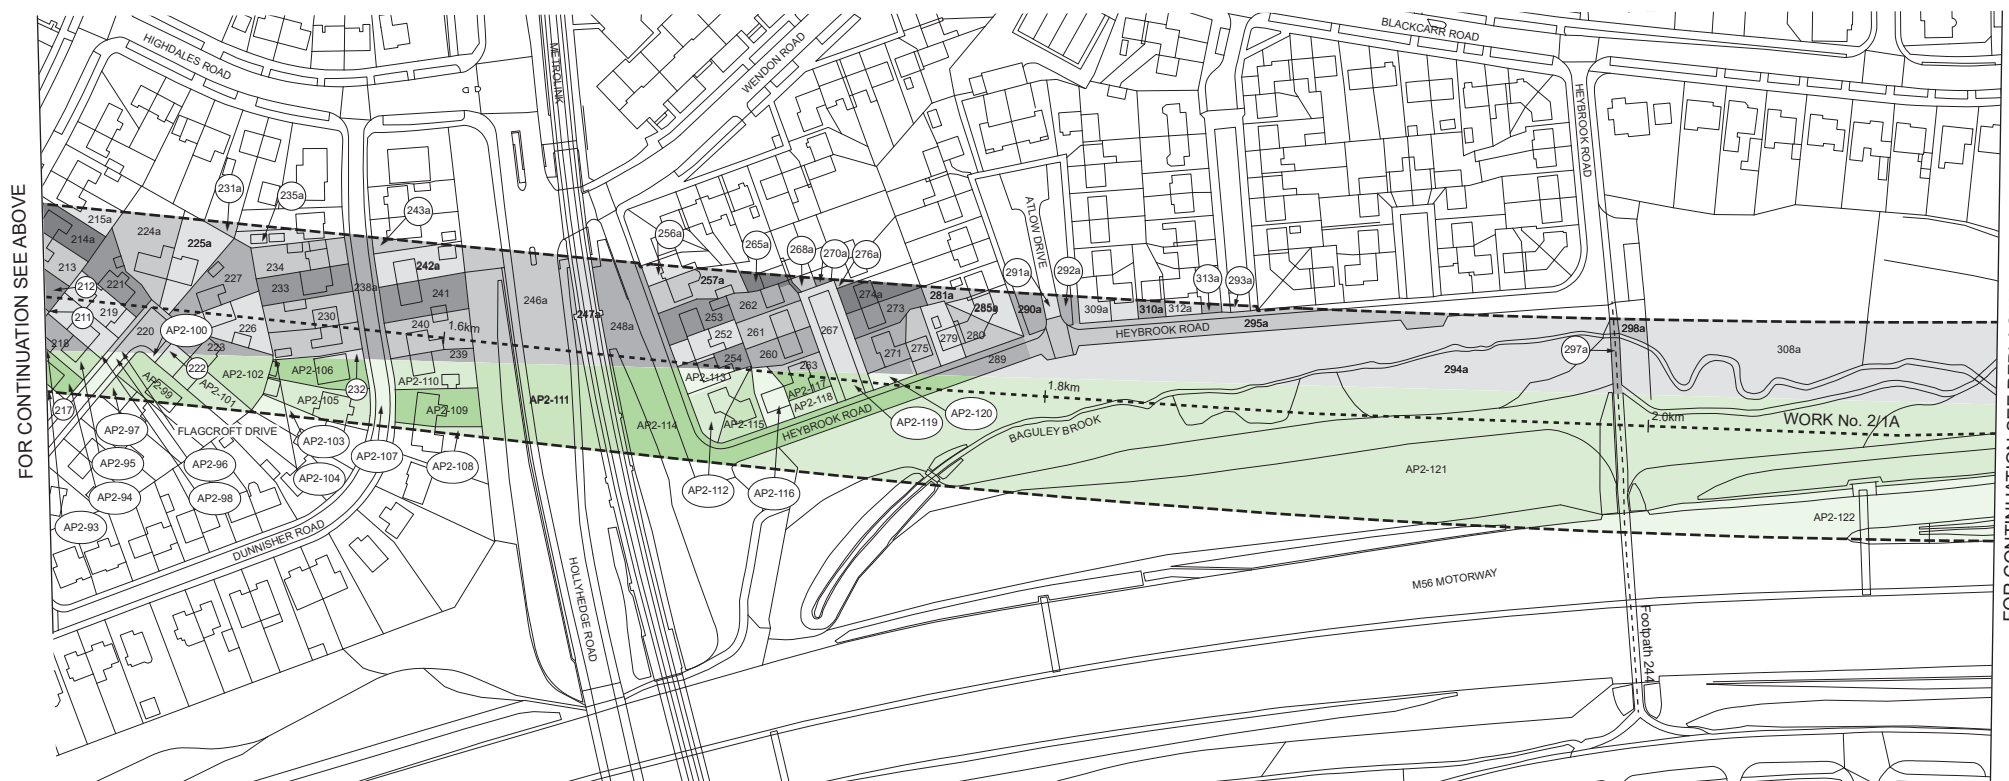 FOR CONTINUATION SEE ABOVE
HIGHDALES ROAD
METROLINK
WENDON ROAD
BLACKCARR ROAD
HEYBROOK ROAD
ATLOW DRIVE
231a
235a
243a
215a
214a
224a
225a
213
212
221
227
234
233
238a
242a
241
246a
247a
248a
256a
257a
265a
268a
270a
276a
291a
292a
313a
293a
211
219
220
AP2-100
226
230
240
1.6km
239
253
262
252
261
254
260
263
267
274a
273
281a
285a
290a
271
275
279
280
289
309a
310a
312a
295a
HEYBROOK ROAD
298a
297a
308a
294a
218
223
222
AP2-99
AP2-101
AP2-102
AP2-106
AP2-105
232
AP2-110
AP2-109
AP2-111
AP2-113
AP2-114
AP2-115
AP2-117
AP2-118
HEYBROOK ROAD
AP2-119
AP2-120
1.8km
BAGULEY BROOK
2.0km
WORK No. 2/1A
AP2-121
AP2-122
217
AP2-97
FLAGCROFT DRIVE
AP2-103
AP2-107
AP2-108
AP2-95
AP2-96
AP2-104
AP2-94
AP2-98
AP2-93
AP2-112
AP2-116
DUNNISHER ROAD
HOLLYHEDGE ROAD
M56 MOTORWAY
Footpath 244